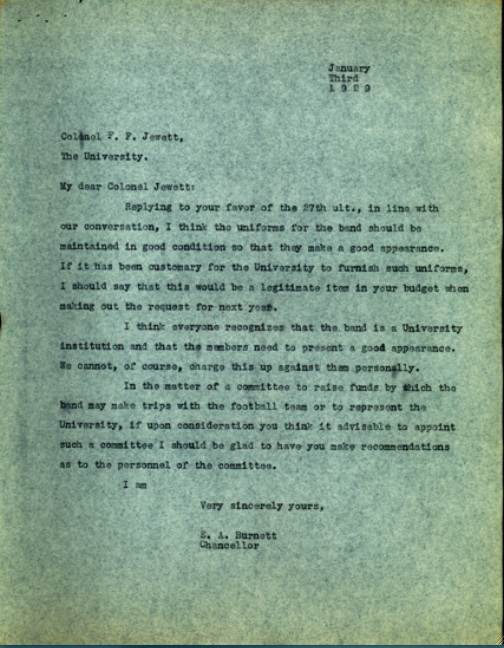 January
Third
1 9 2 9
Colonel F. F. Jewett,
The University.
My dear Colonel Jewett:
Replying to your favor of the 27th ult., in line with
our conversation, I think the uniforms for the band should be
maintained in good condition so that they make a good appearance.
If it has been customary for the University to furnish such uniforms,
I should say that this would be a legitimate item in your budget when
making out the request for next year.
I think everyone recognizes that the band is a University
institution and that the members need to present a good appearance.
We cannot, of course, charge this up against them personally.
In the matter of a committee to raise funds by which the
band may make trips with the football team or to represent the
University, if upon consideration you think it advisable to appoint
such a committee I should be glad to have you make recommendations
as to the personnel of the committee.
I am
Very sincerely yours,
E. A. Burnett
Chancellor